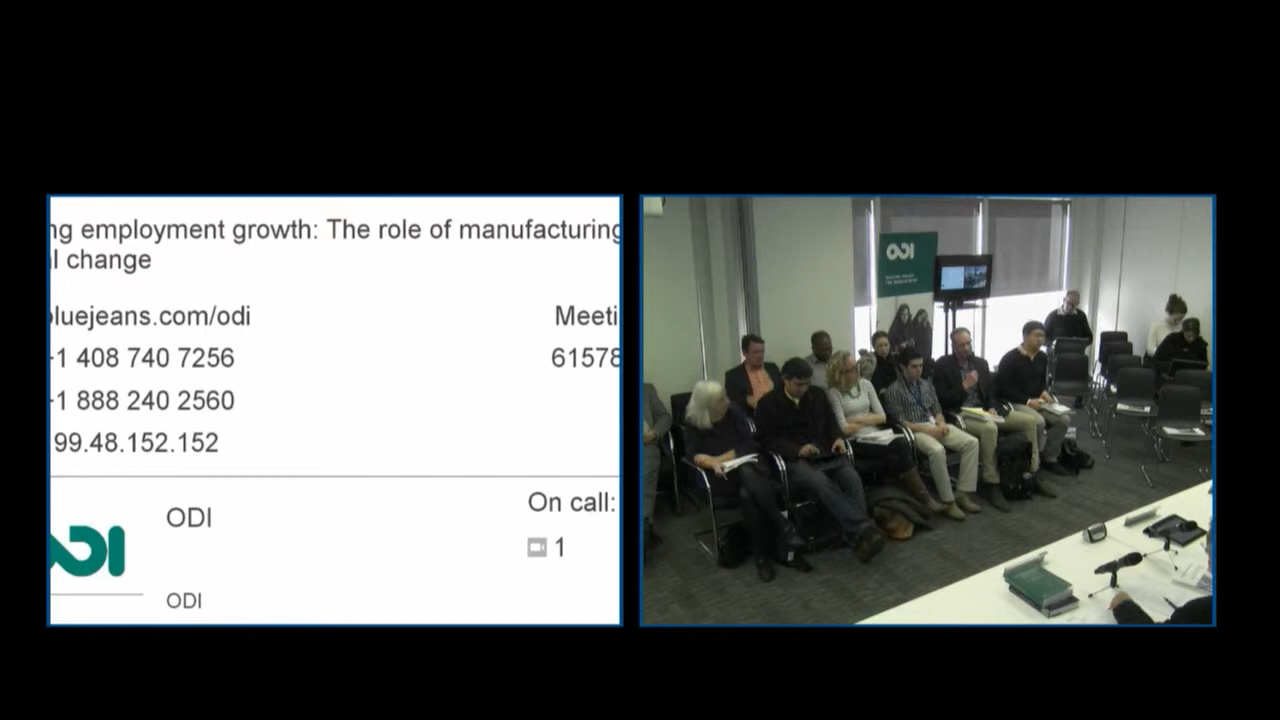 ng employment growth: The role of manufacturing
l change
bluejeans.com/odi
Meeti
-1 408 740 7256
61578
-1 888 240 2560
99.48.152.152
ODI
On call:
1
ODI
ODI
ODI